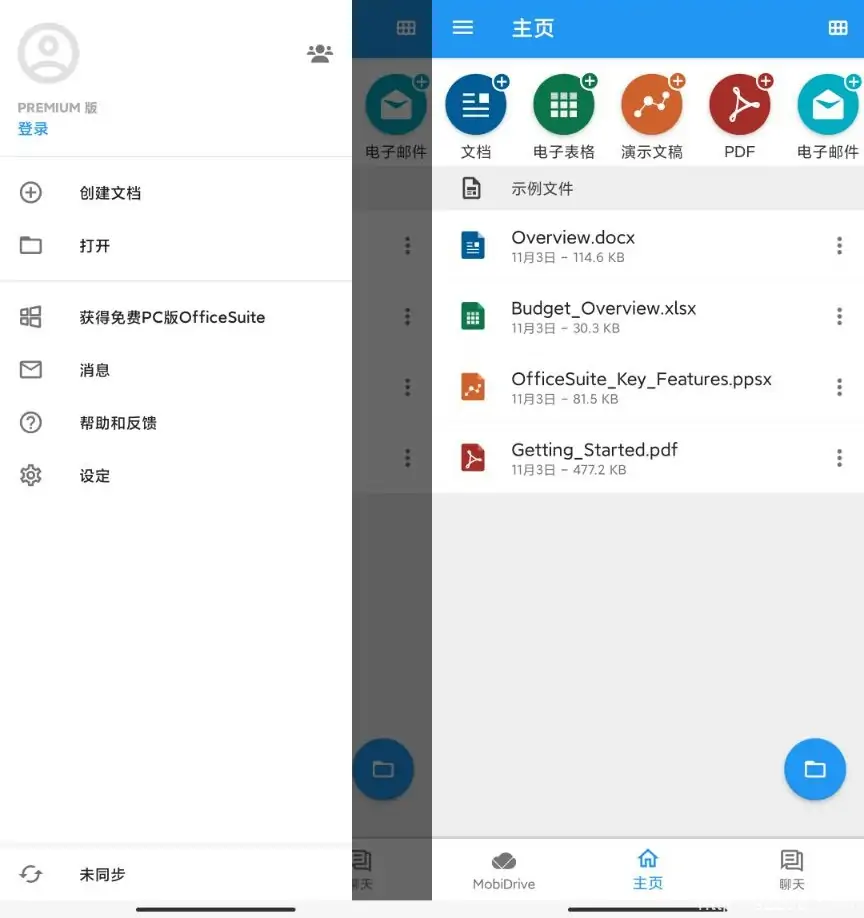 PREMIUM 版
登录
创建文档
打开
获得免费PC版OfficeSuite
消息
帮助和反馈
设定
未同步
电子邮件
主页
文档
电子表格
演示文稿
PDF
电子邮件
示例文件
Overview.docx
11月3日 – 114.6 KB
Budget_Overview.xlsx
11月3日 – 30.3 KB
OfficeSuite_Key_Features.ppsx
11月3日 – 81.5 KB
Getting_Started.pdf
11月3日 – 477.2 KB
MobiDrive
主页
聊天